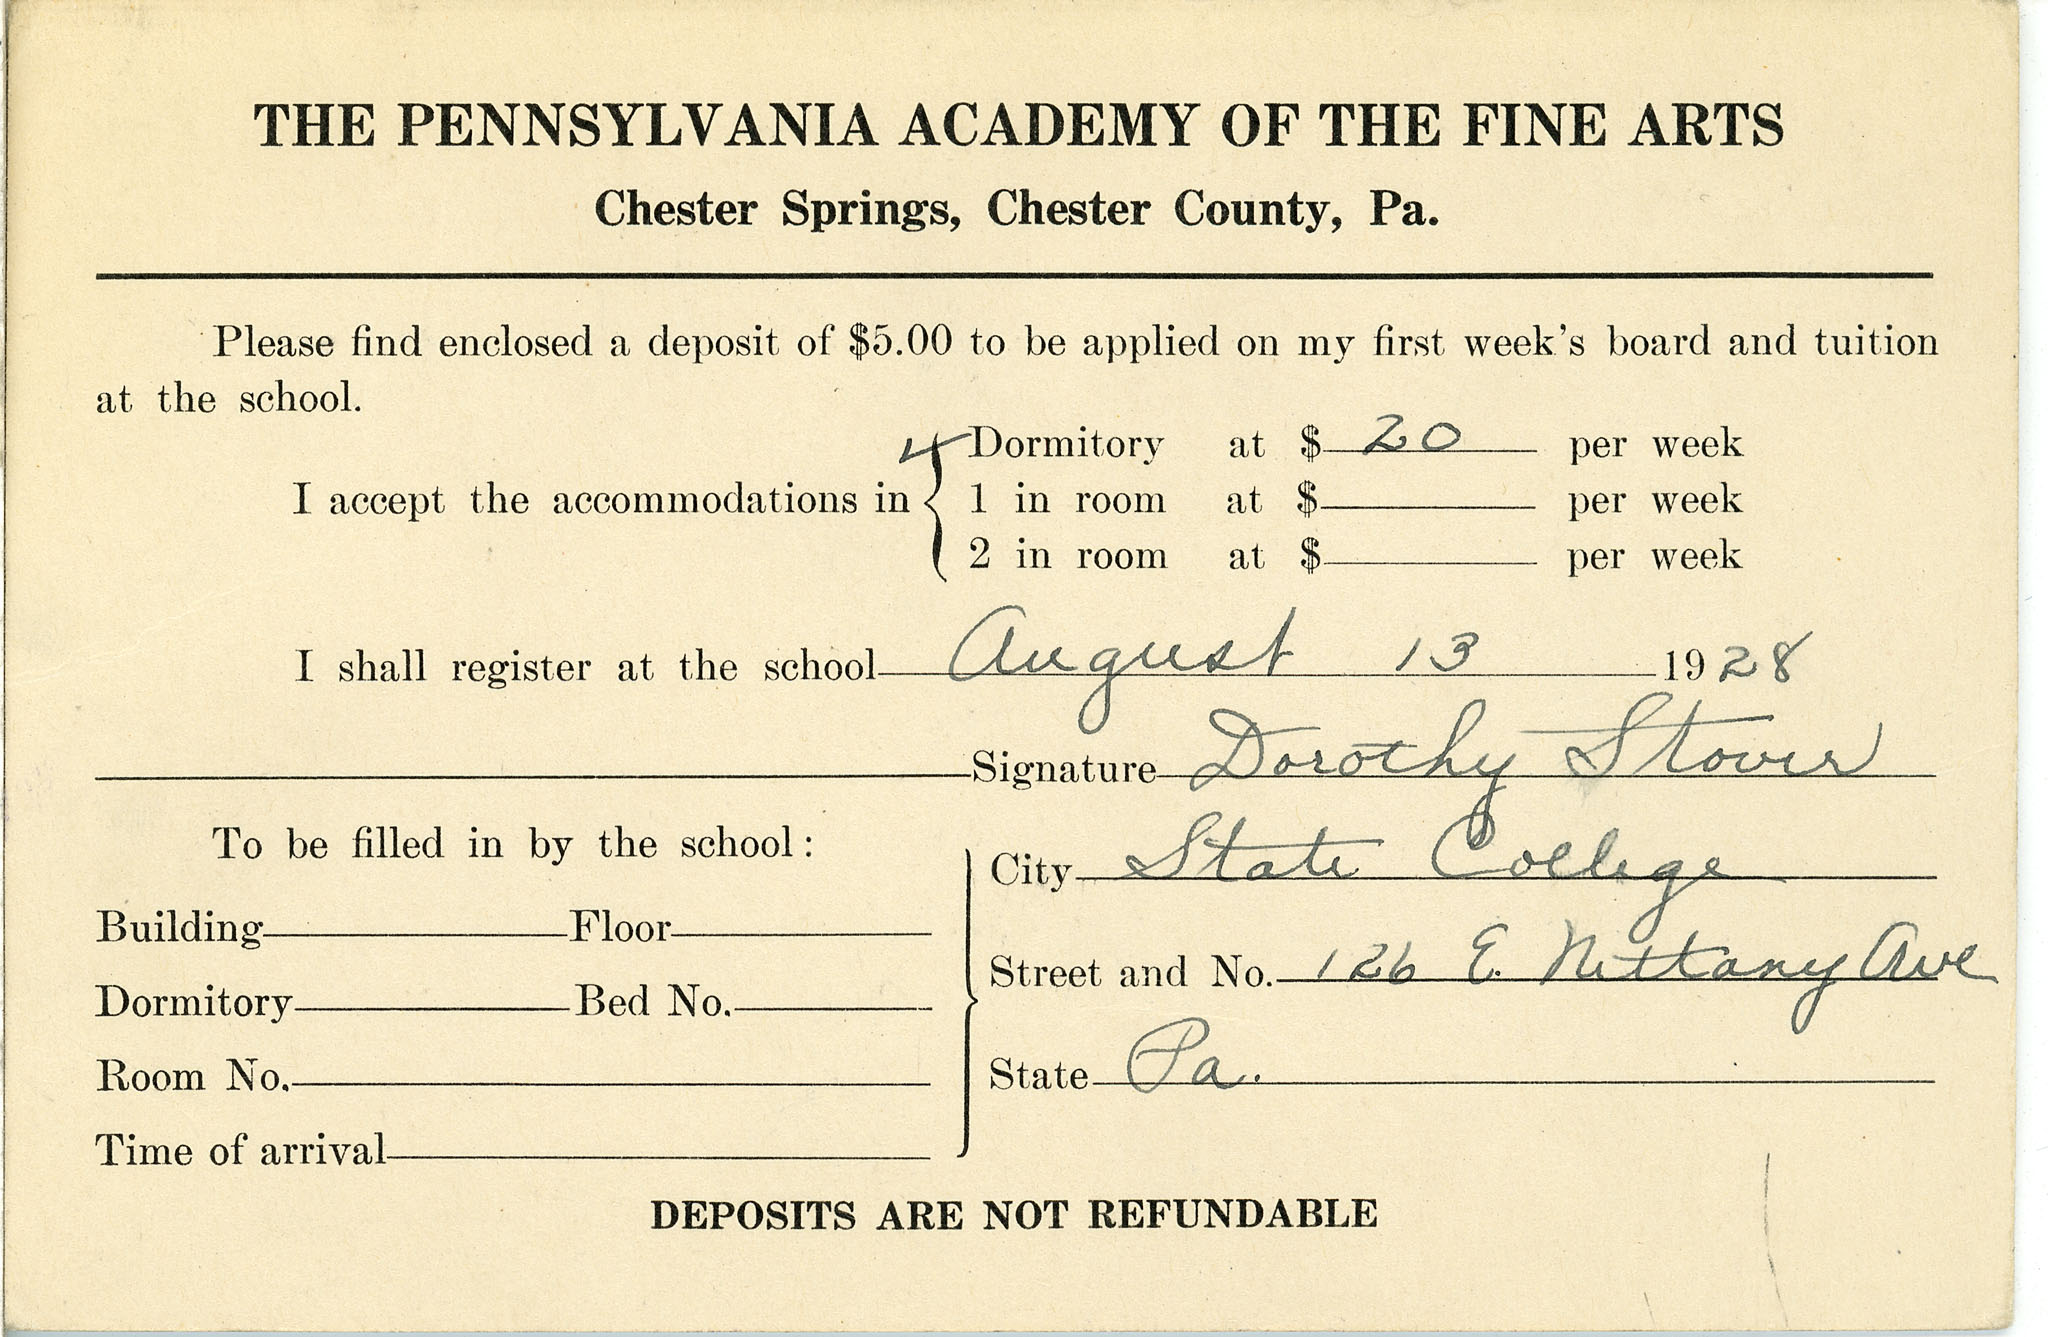 THE PENNSYLVANIA ACADEMY OF THE FINE ARTS
Chester Springs, Chester County, Pa.
Please find enclosed a deposit of $5.00 to be applied on my first week's board and tuition
at the school.
Dormitory at $ 20 per week
I accept the accommodations in 1 in room at $ per week
2 in room at $ per week
I shall register at the school August 13 1928
Signature Dorothy Stover
To be filled in by the school:
Building Floor
Dormitory Bed No.
Room No.
Time of arrival
City State College
Street and No. 126 E. Nittany Ave
State Pa.
DEPOSITS ARE NOT REFUNDABLE